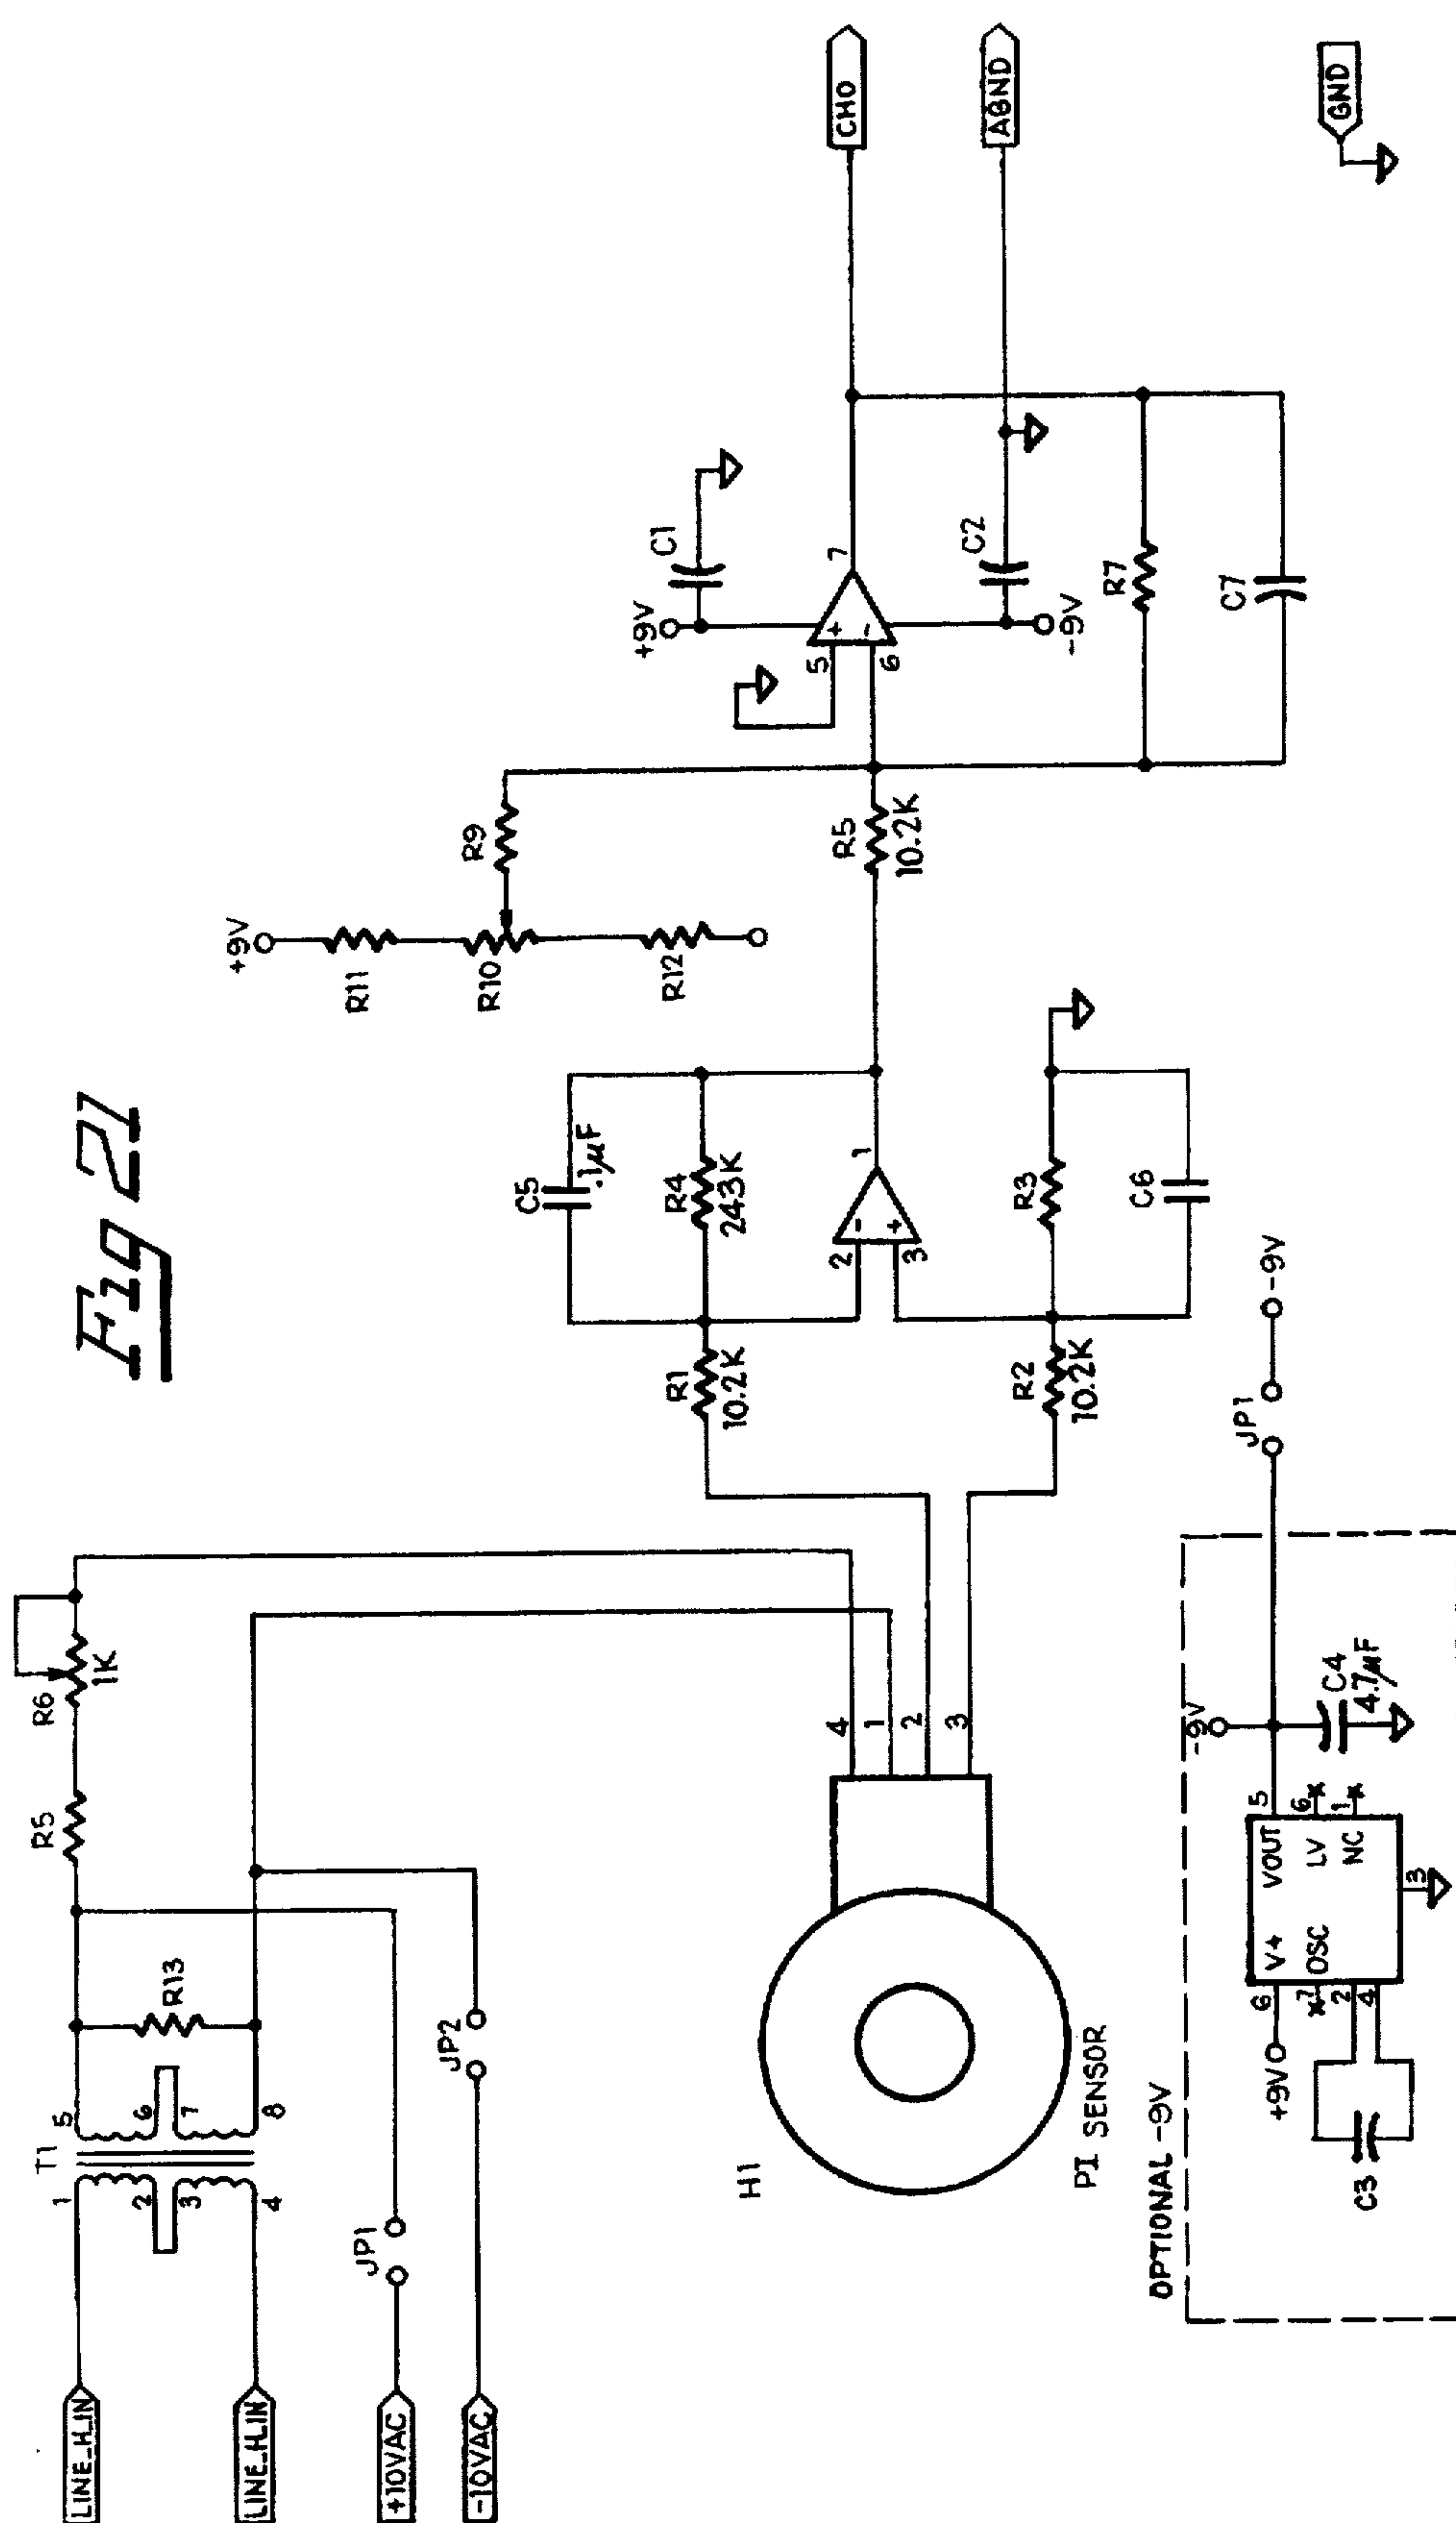 Fig 21
LINE_H_IN
LINE_H_IN
+10VAC
-10VAC
T1
1
2
3
4
5
6
7
8
R13
R5
R6
1K
JP1
JP2
H1
PI SENSOR
4
1
2
3
R1
10.2K
R2
10.2K
C5
.1µF
R4
243K
2
3
-
+
1
R3
C6
+9V
R11
R10
R12
R9
R5
10.2K
5
6
+
-
7
+9V
C1
-9V
C2
R7
C7
CH0
AGND
GND
OPTIONAL -9V
C3
+9V
6
7
2
4
V+
OSC
VOUT
LV
NC
5
6
1
3
-9V
C4
4.7µF
JP1
-9V